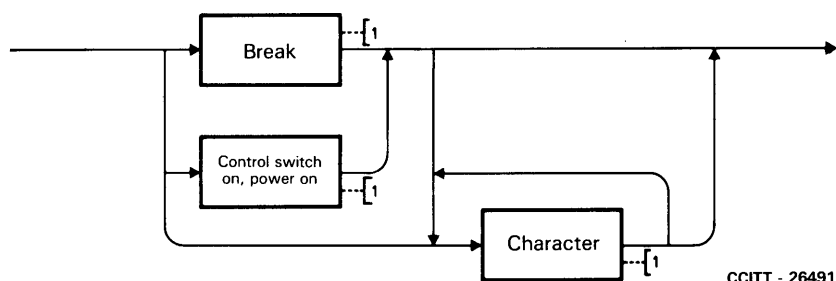 Break
1
Control switch
on, power on
1
Character
1
CCITT - 26491